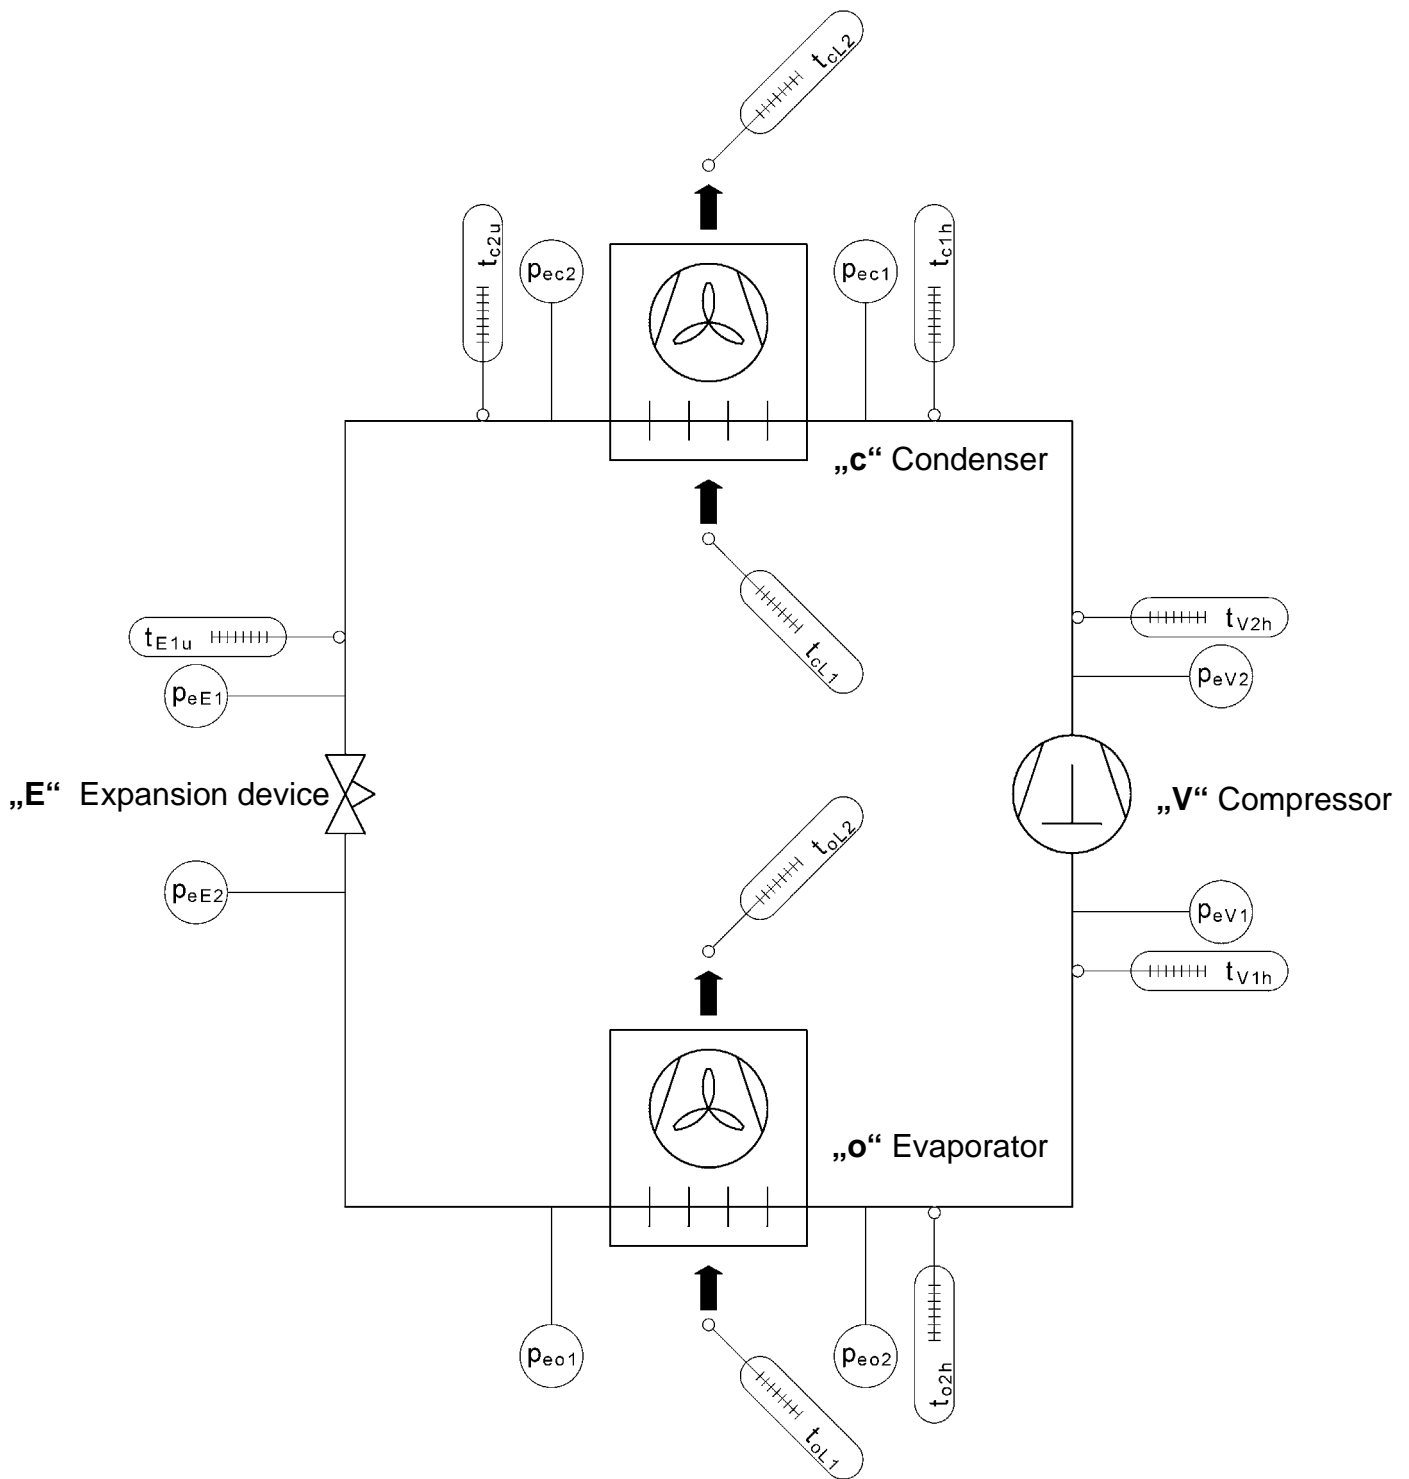 tcL2
tc2u
pec2
pec1
tc1h
„c“ Condenser
tcL1
tE1u
peE1
tV2h
peV2
„E“ Expansion device
„V“ Compressor
toL2
peE2
peV1
tV1h
„o“ Evaporator
peo1
peo2
to2h
toL1